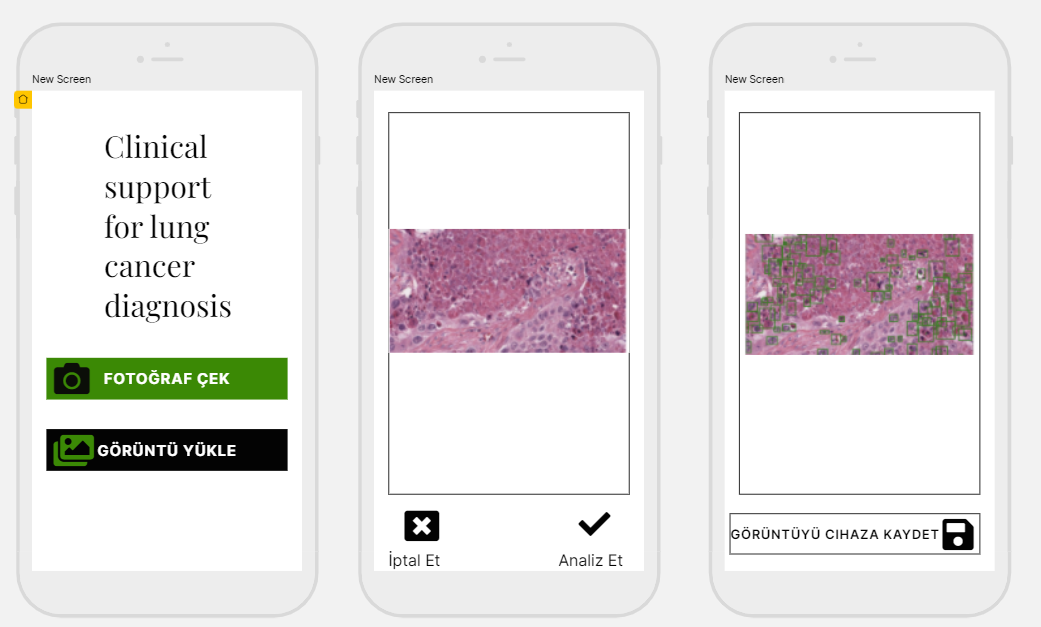 New Screen
Clinical
support
for lung
cancer
diagnosis
FOTOĞRAF ÇEK
GÖRÜNTÜ YÜKLE
New Screen
İptal Et
Analiz Et
New Screen
GÖRÜNTÜYÜ CIHAZA KAYDET